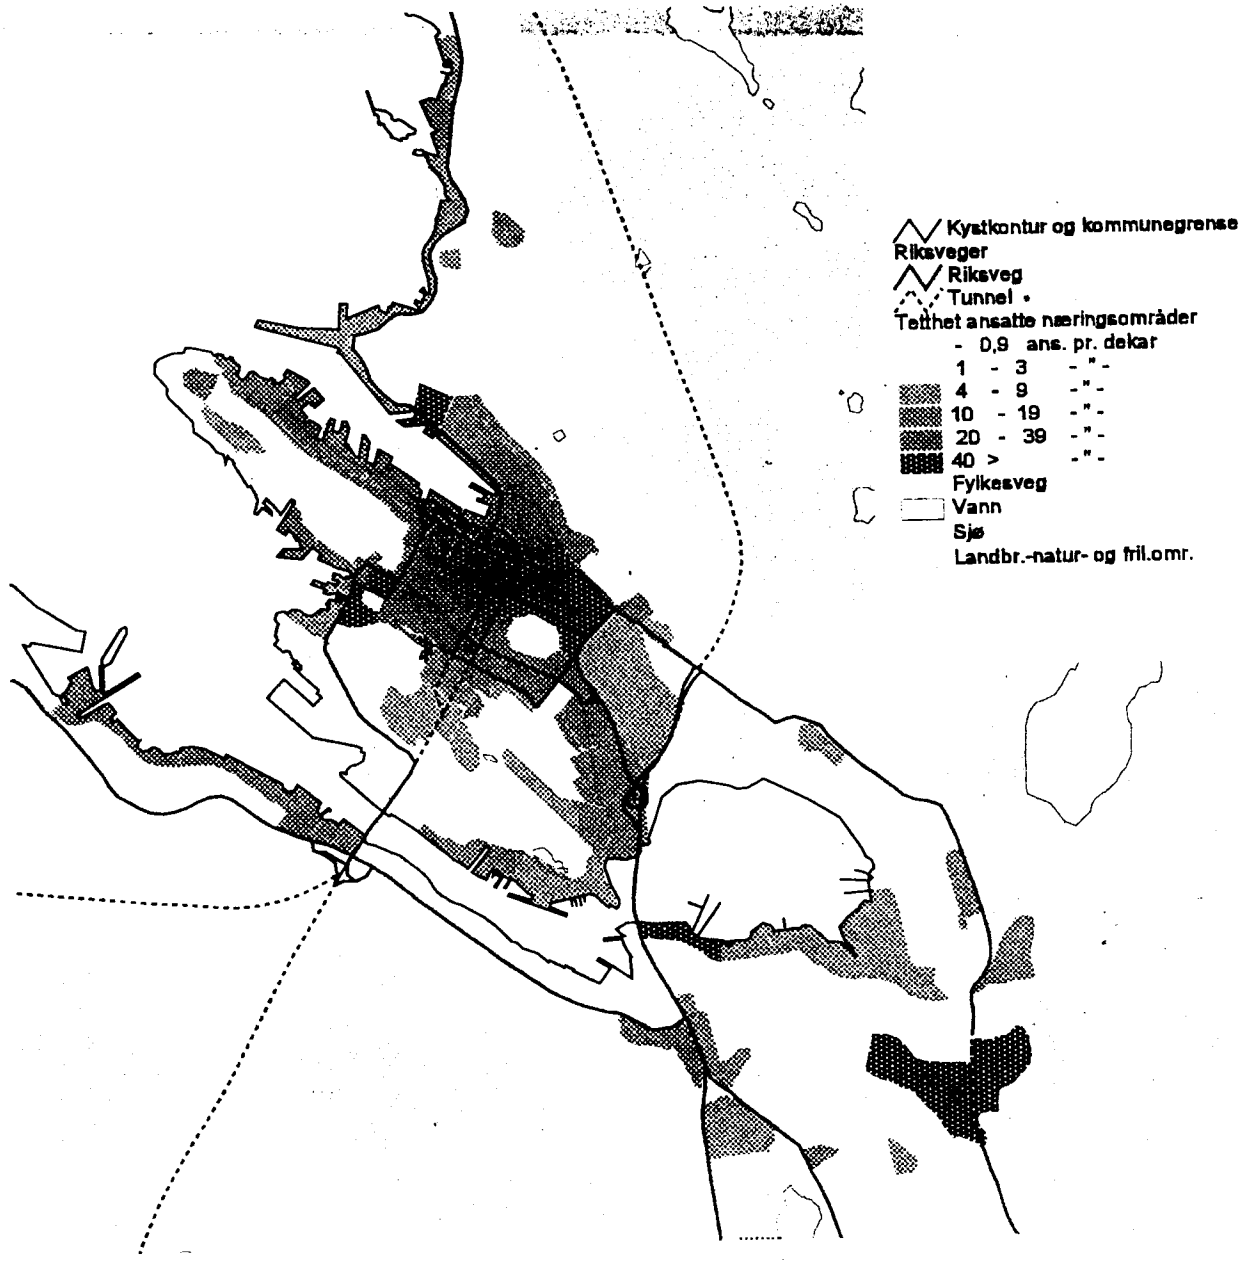 Kystkontur og kommunegrense
Riksveger
Riksveg
Tunnel
Tetthet ansatte næringsområder
- 0,9 ans. pr. dekar
1 - 3 - " -
4 - 9 - " -
10 - 19 - " -
20 - 39 - " -
40 > - " -
Fylkesveg
Vann
Sjø
Landbr.-natur- og fril.omr.